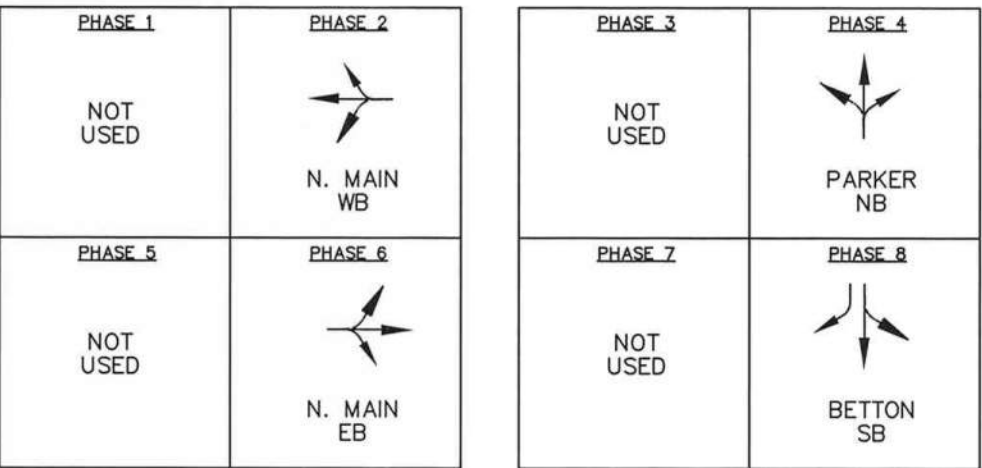 PHASE 1
NOT
USED
PHASE 2
N. MAIN
WB
PHASE 3
NOT
USED
PHASE 4
PARKER
NB
PHASE 5
NOT
USED
PHASE 6
N. MAIN
EB
PHASE 7
NOT
USED
PHASE 8
BETTON
SB